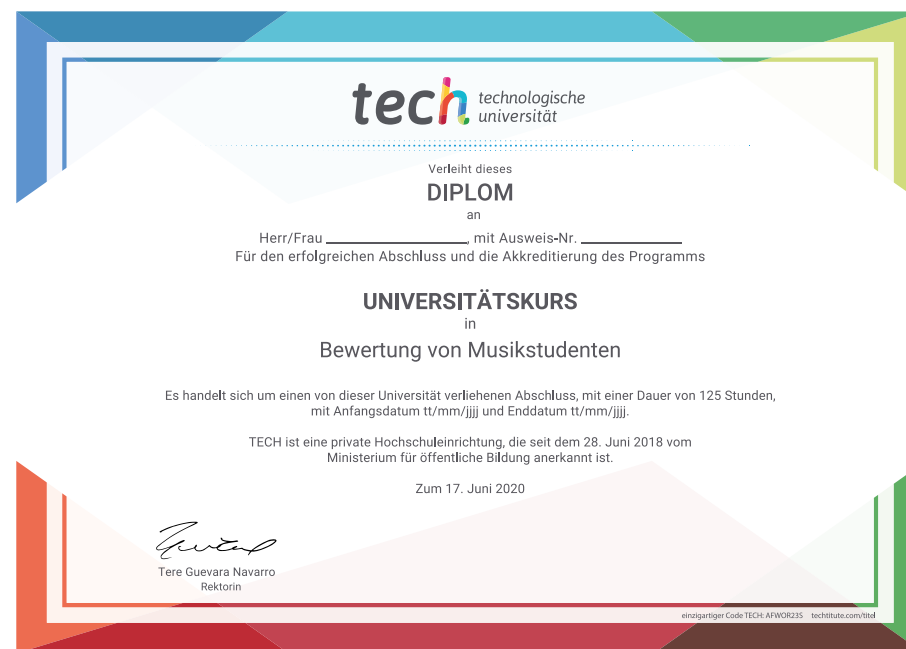 tech technologische
universität
Verleiht dieses
DIPLOM
an
Herr/Frau ____________, mit Ausweis-Nr. ____________
Für den erfolgreichen Abschluss und die Akkreditierung des Programms
UNIVERSITÄTSKURS
in
Bewertung von Musikstudenten
Es handelt sich um einen von dieser Universität verliehenen Abschluss, mit einer Dauer von 125 Stunden,
mit Anfangsdatum tt/mm/jjjj und Enddatum tt/mm/jjjj.
TECH ist eine private Hochschuleinrichtung, die seit dem 28. Juni 2018 vom
Ministerium für öffentliche Bildung anerkannt ist.
Zum 17. Juni 2020
Tere Guevara Navarro
Rektorin
einzigartiger Code TECH: AFWOR23S techtitute.com/titel